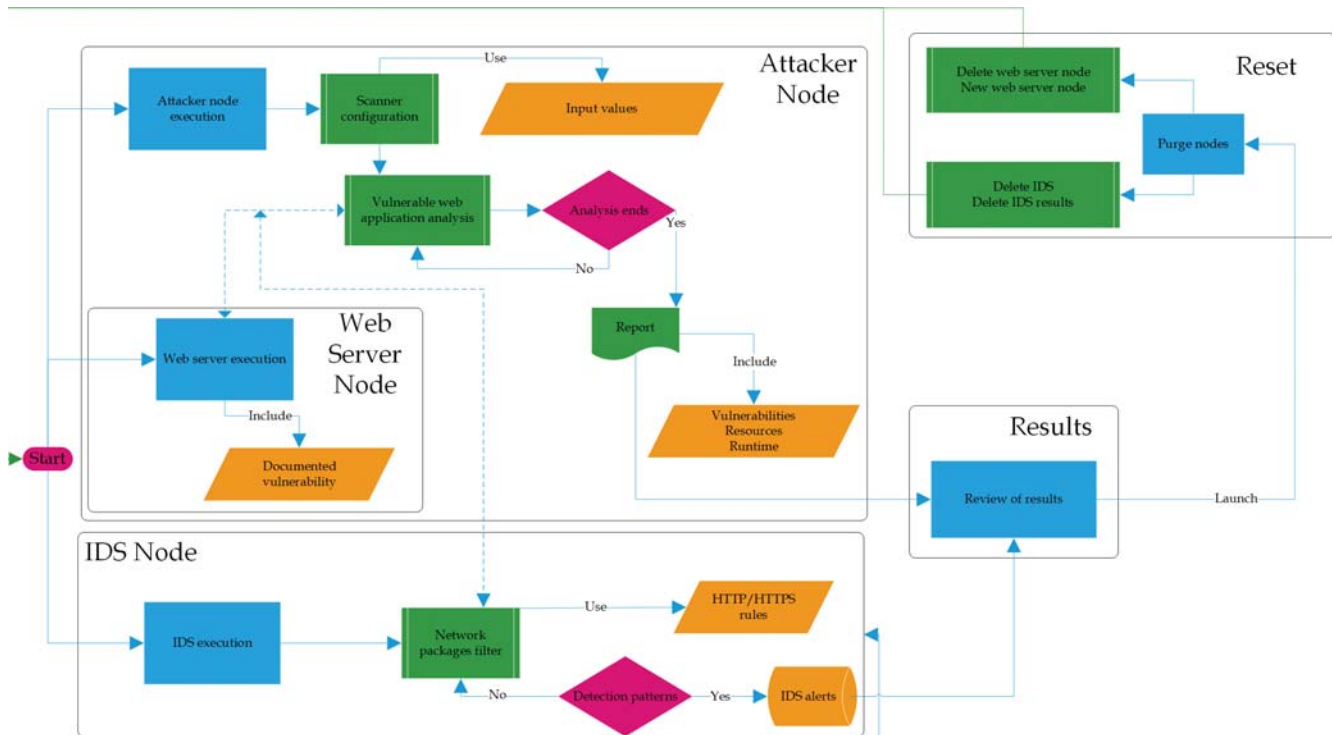 Attacker
Node
Use
Attacker node
execution
Scanner
configuration
Input values
Vulnerable web
application analysis
Analysis ends
Yes
No
Web
Server
Node
Web server execution
Include
Documented
vulnerability
Report
Include
Vulnerabilities
Resources
Runtime
Start
IDS Node
IDS execution
Network
packages filter
Use
HTTP/HTTPS
rules
No
Detection patterns
Yes
IDS alerts
Reset
Delete web server node
New web server node
Purge nodes
Delete IDS
Delete IDS results
Results
Review of results
Launch